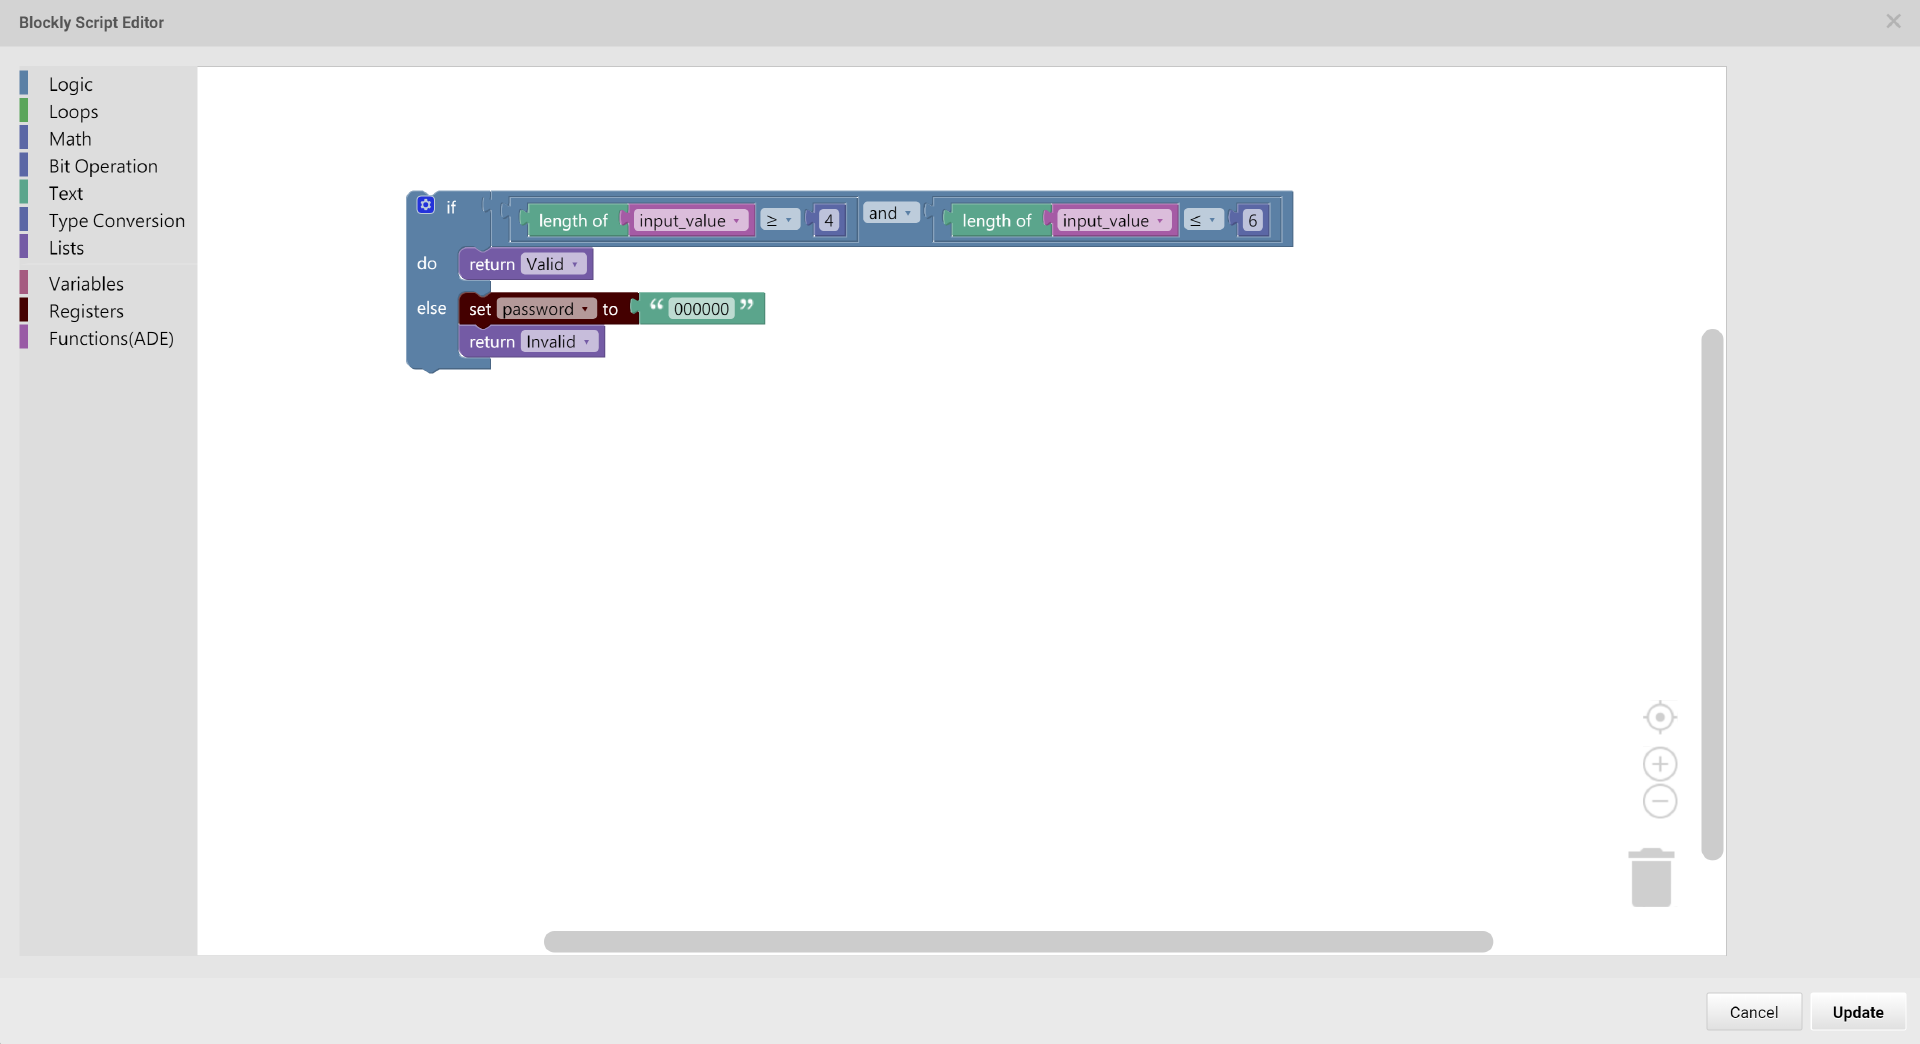 Blockly Script Editor
Logic
Loops
Math
Bit Operation
Text
Type Conversion
Lists
Variables
Registers
Functions(ADE)
if length of input_value ≥ 4 and length of input_value ≤ 6
do return Valid
else set password to “ 000000 ”
return Invalid
Cancel Update